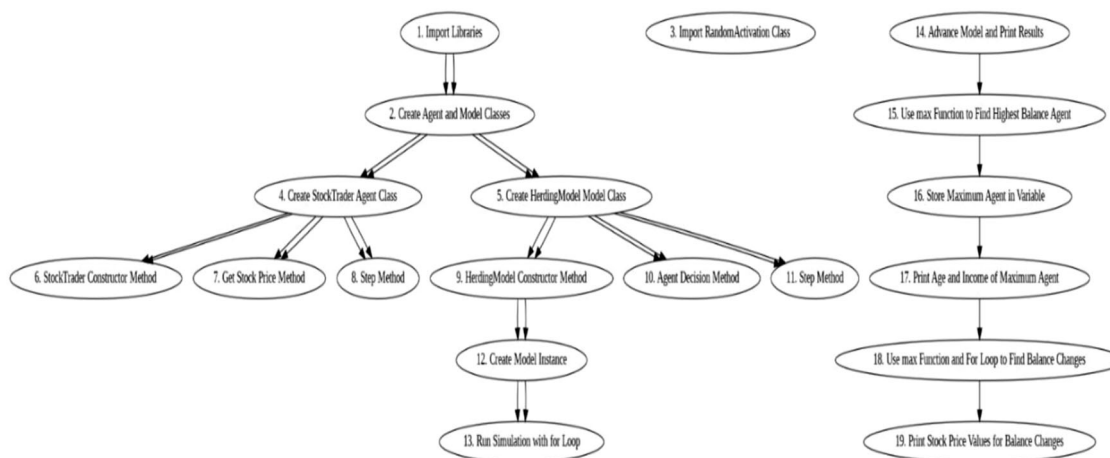 1. Import Libraries
3. Import RandomActivation Class
14. Advance Model and Print Results
2. Create Agent and Model Classes
15. Use max Function to Find Highest Balance Agent
4. Create StockTrader Agent Class
5. Create HerdingModel Model Class
16. Store Maximum Agent in Variable
6. StockTrader Constructor Method
7. Get Stock Price Method
8. Step Method
9. HerdingModel Constructor Method
10. Agent Decision Method
11. Step Method
17. Print Age and Income of Maximum Agent
12. Create Model Instance
18. Use max Function and For Loop to Find Balance Changes
13. Run Simulation with for Loop
19. Print Stock Price Values for Balance Changes